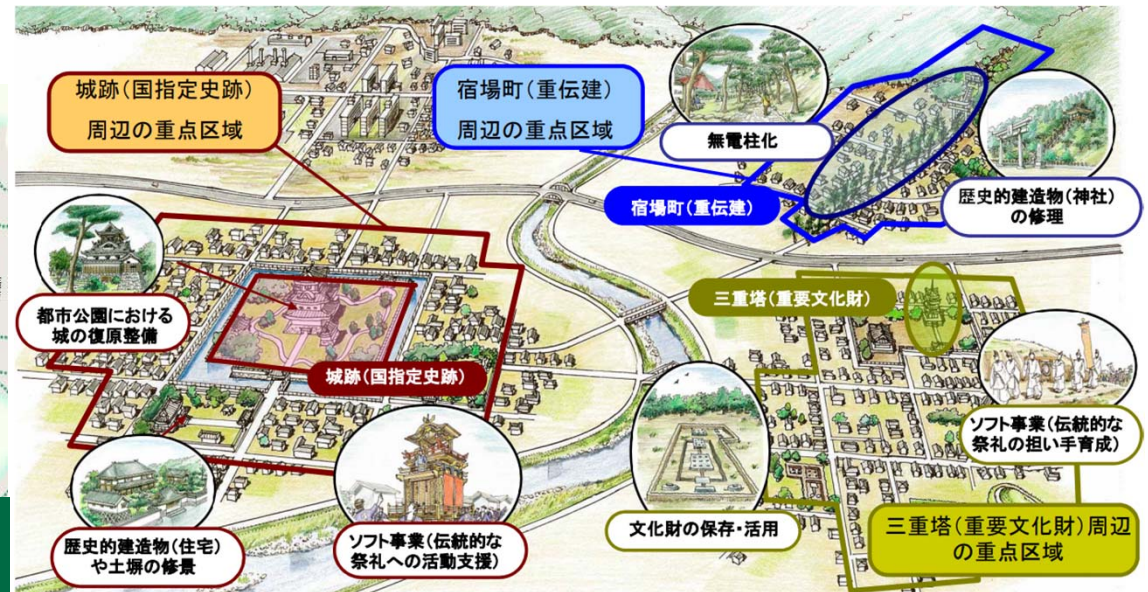 城跡(国指定史跡)
周辺の重点区域
宿場町(重伝建)
周辺の重点区域
無電柱化
宿場町(重伝建)
歴史的建造物(神社)
の修理
都市公園における
城の復原整備
三重塔(重要文化財)
城跡(国指定史跡)
ソフト事業(伝統的な
祭礼の担い手育成)
歴史的建造物(住宅)
や土塀の修景
ソフト事業(伝統的な
祭礼への活動支援)
文化財の保存・活用
三重塔(重要文化財)周辺
の重点区域